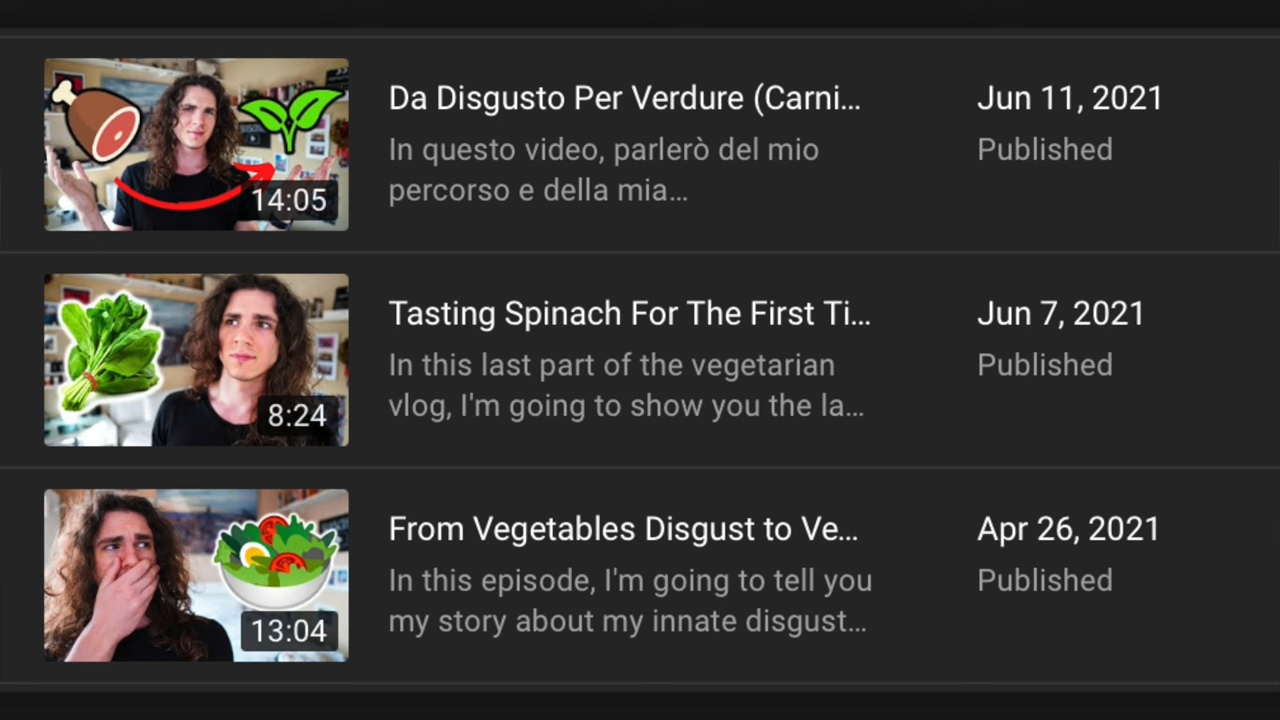 Da Disgusto Per Verdure (Carni...
Jun 11, 2021
In questo video, parlerò del mio
Published
percorso e della mia...
14:05
Tasting Spinach For The First Ti...
Jun 7, 2021
In this last part of the vegetarian
Published
vlog, I'm going to show you the la...
8:24
From Vegetables Disgust to Ve...
Apr 26, 2021
In this episode, I'm going to tell you
Published
my story about my innate disgust...
13:04